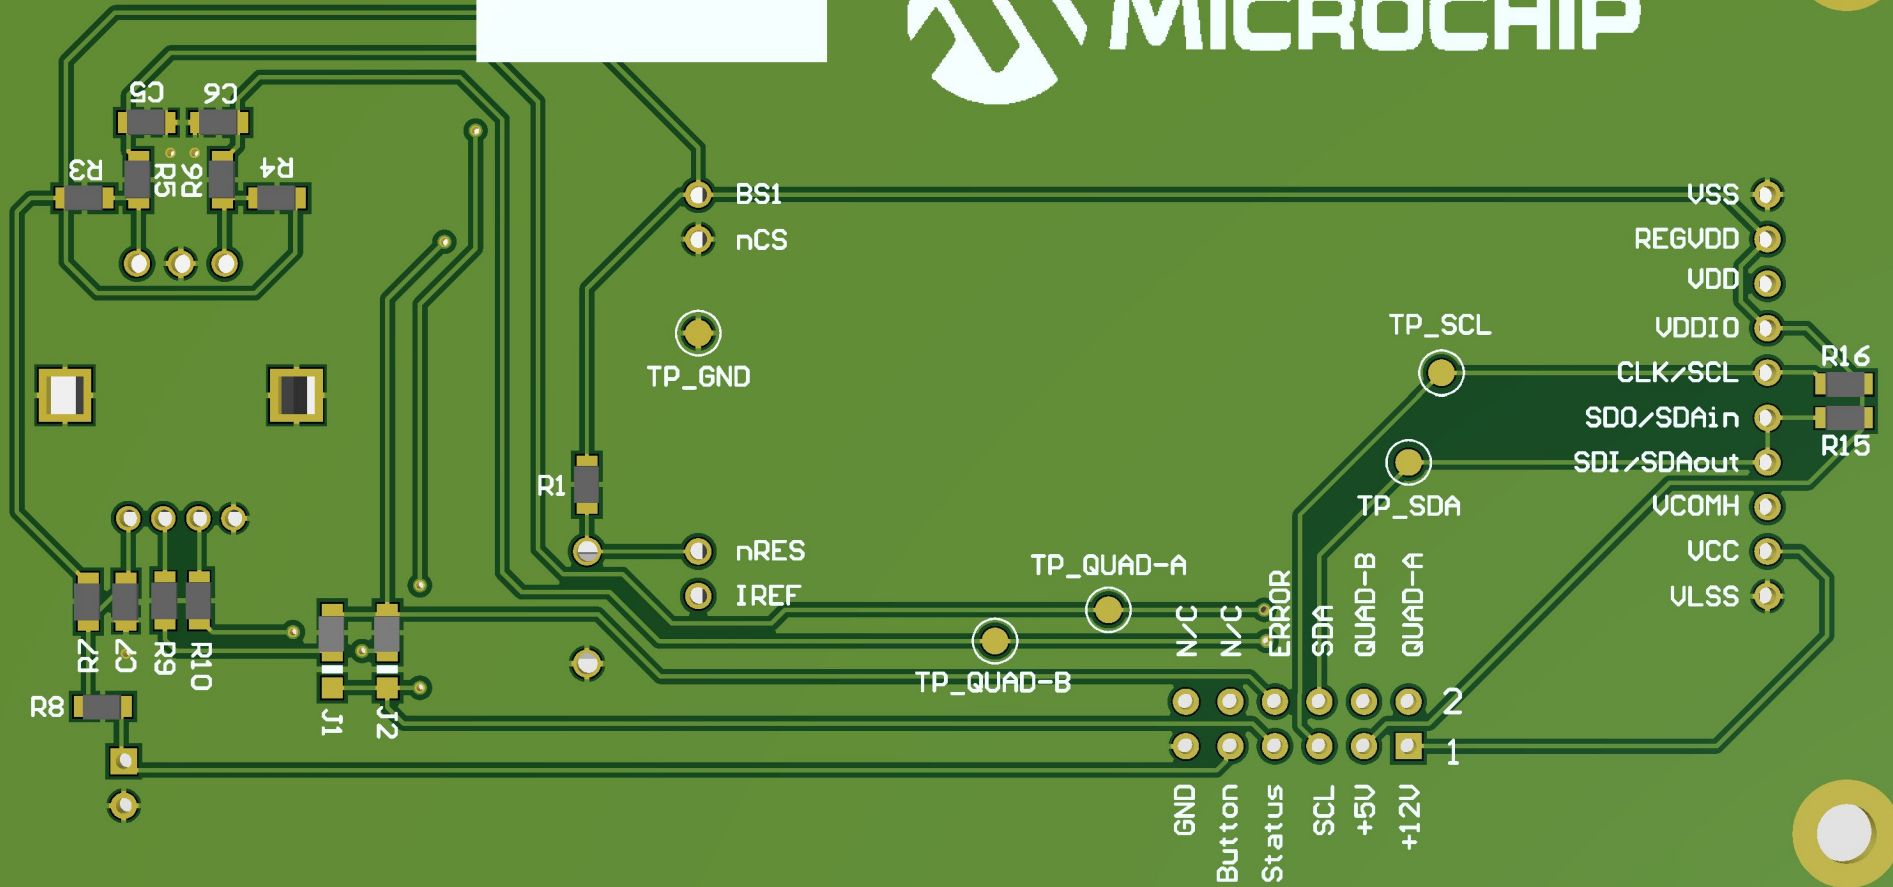 MICROCHIP
C5
C6
R3
R5
R6
R4
BS1
nCS
VSS
REGVDD
VDD
VDDIO
TP_GND
TP_SCL
CLK/SCL
R16
SDO/SDAin
R15
SDI/SDAout
TP_SDA
R1
VCOMH
nRES
VCC
IREF
VLSS
TP_QUAD-A
TP_QUAD-B
N/C
N/C
ERROR
SDA
QUAD-B
QUAD-A
R7
C7
R9
R10
R8
J1
J2
2
1
GND
Button
Status
SCL
+5V
+12V